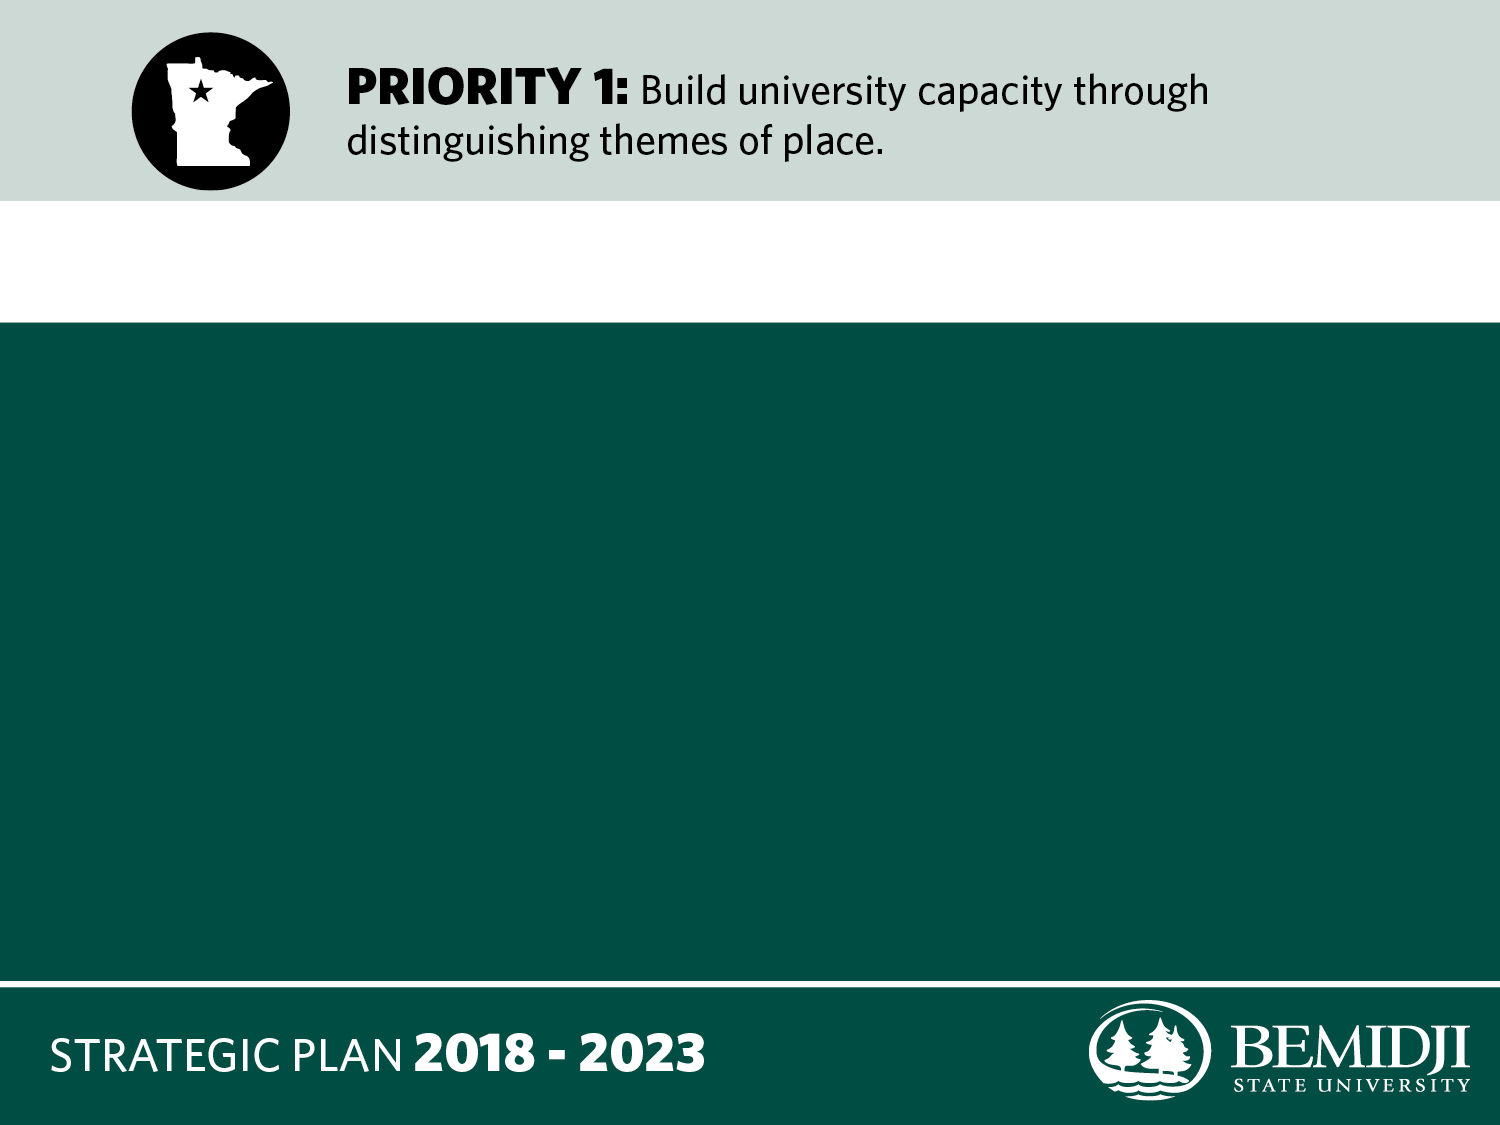 PRIORITY 1: Build university capacity through
distinguishing themes of place.
STRATEGIC PLAN 2018 - 2023
BEMIDJI
STATE UNIVERSITY